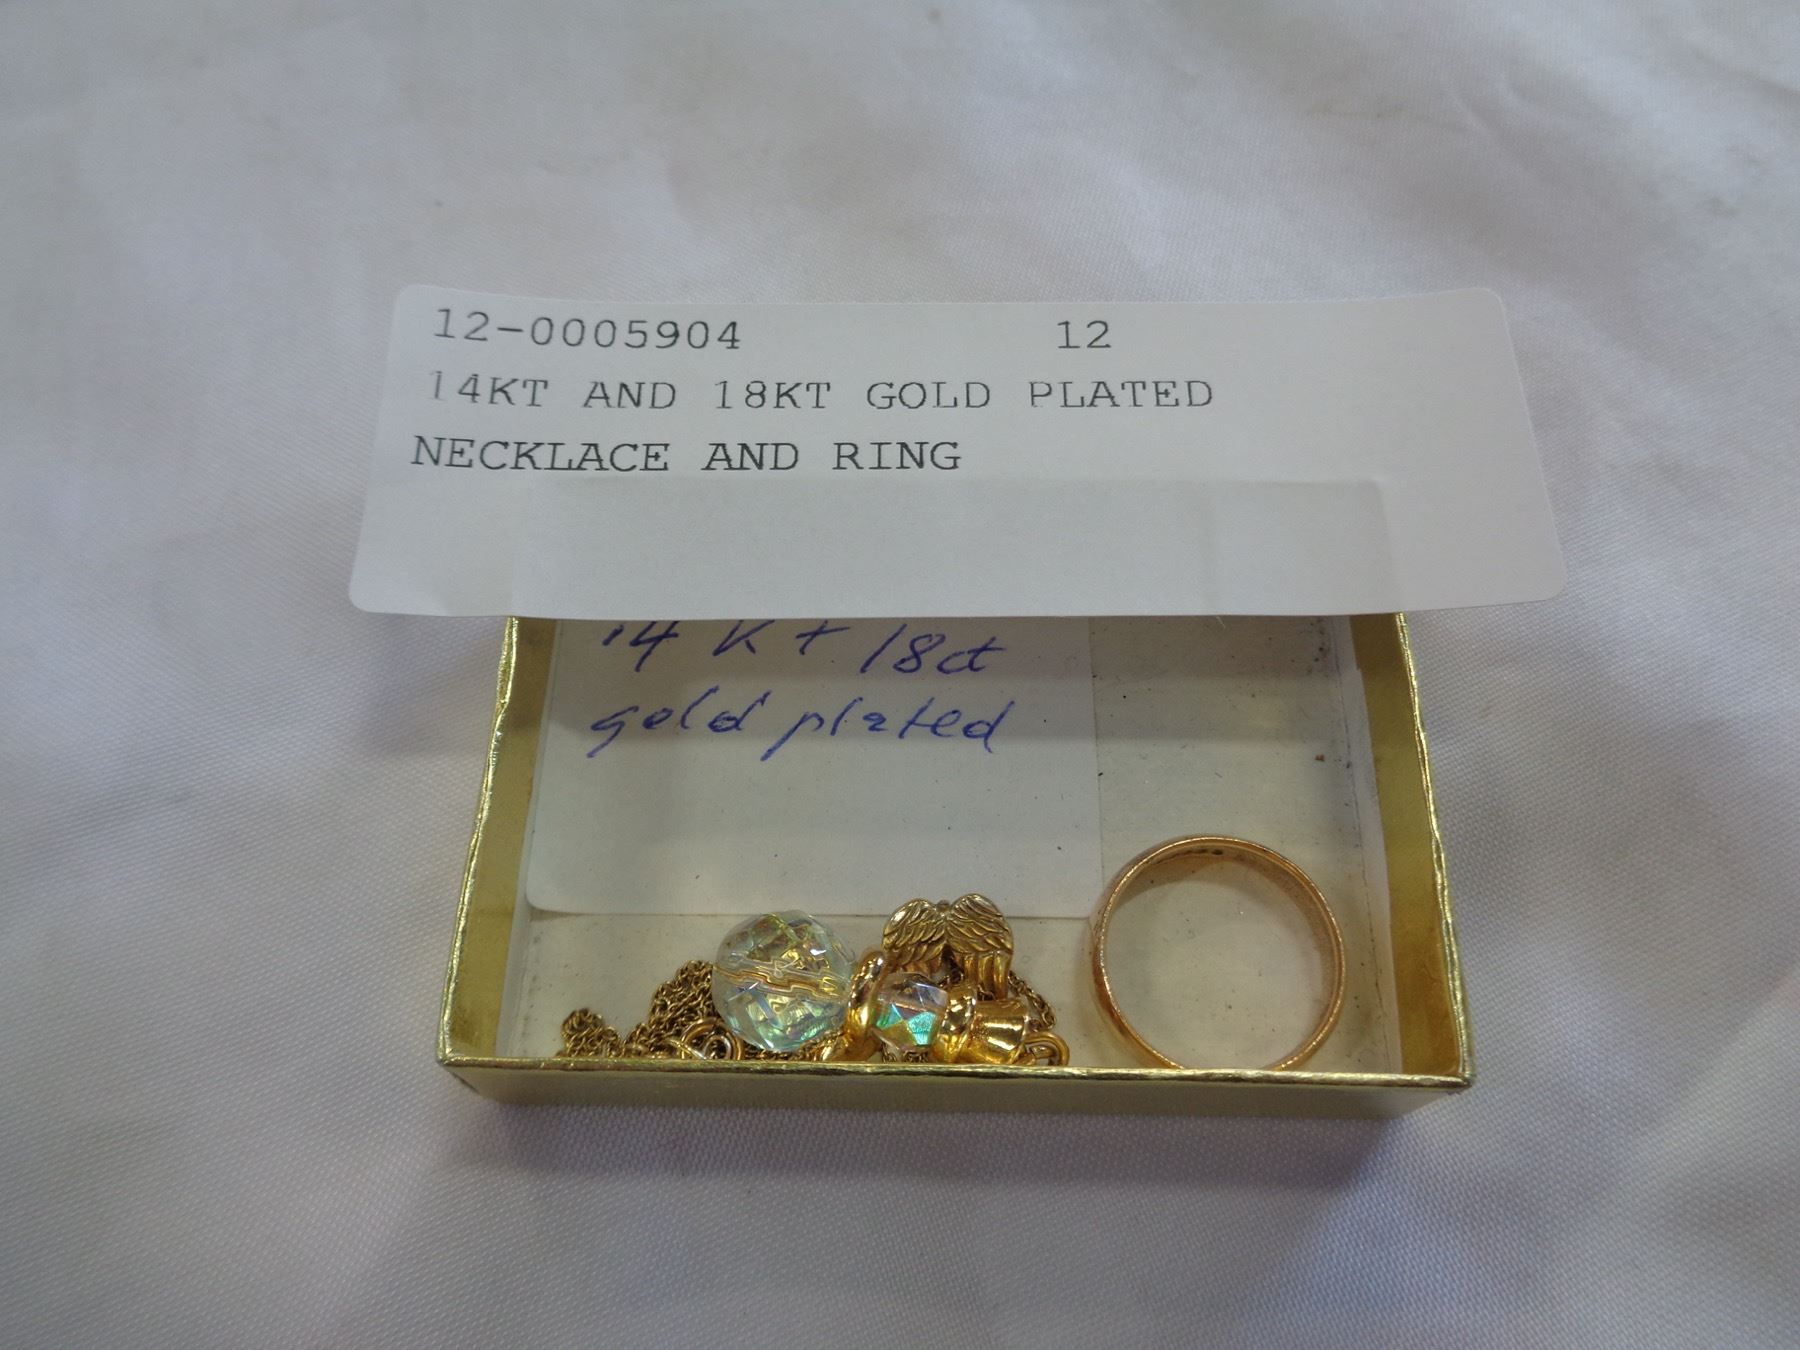 12-0005904 12
14KT AND 18KT GOLD PLATED
NECKLACE AND RING
14 K + 18ct
gold plated